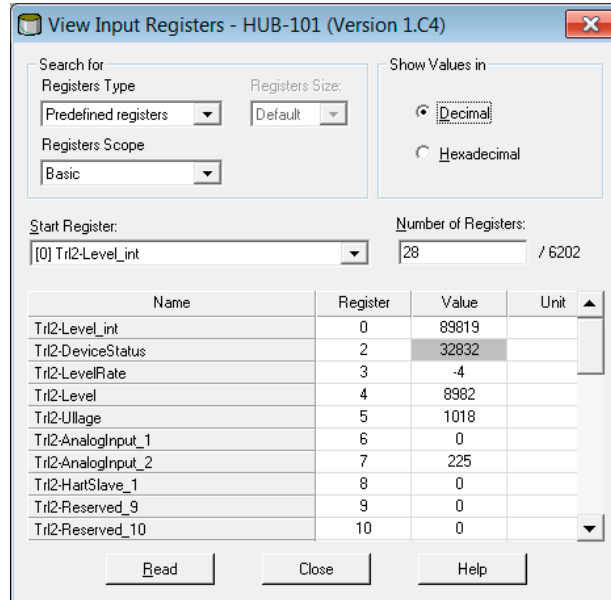 View Input Registers - HUB-101 (Version 1.C4)
Search for
Registers Type
Registers Size:
Predefined registers
Default
Registers Scope
Basic
Show Values in
Decimal
Hexadecimal
Start Register:
Number of Registers:
[0] Trl2-Level_int
28 / 6202
Name Register Value Unit
Trl2-Level_int 0 89819
Trl2-DeviceStatus 2 32832
Trl2-LevelRate 3 -4
Trl2-Level 4 8982
Trl2-Ullage 5 1018
Trl2-AnalogInput_1 6 0
Trl2-AnalogInput_2 7 225
Trl2-HartSlave_1 8 0
Trl2-Reserved_9 9 0
Trl2-Reserved_10 10 0
Read Close Help